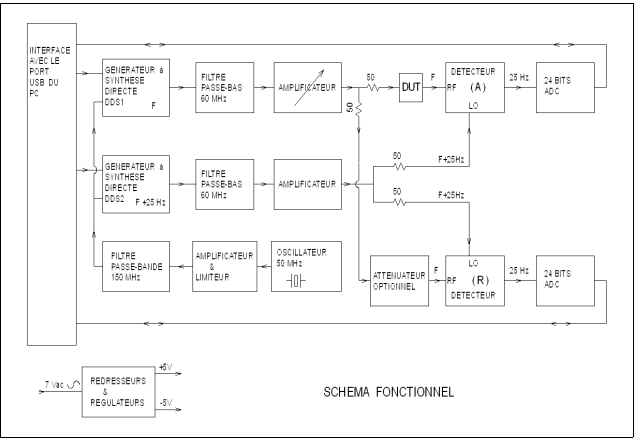 INTERFACE
AVEC LE
PORT
USB DU
PC
GENERATEUR à
SYNTHESE
DIRECTE
DDS1
F
FILTRE
PASSE-BAS
60 MHz
AMPLIFICATEUR
50
50
DUT
F
DETECTEUR
RF (A)
LO
25 Hz
24 BITS
ADC
GENERATEUR à
SYNTHESE
DIRECTE
DDS2 F +25 Hz
FILTRE
PASSE-BAS
60 MHz
AMPLIFICATEUR
50
F+25Hz
50
F+25Hz
FILTRE
PASSE-BANDE
150 MHz
AMPLIFICATEUR
&
LIMITEUR
OSCILLATEUR
50 MHz
ATTENUATEUR
OPTIONNEL
F
LO
RF (R)
DETECTEUR
25 Hz
24 BITS
ADC
7 Vac
REDRESSEURS
&
REGULATEURS
+5V
-5V
SCHEMA FONCTIONNEL